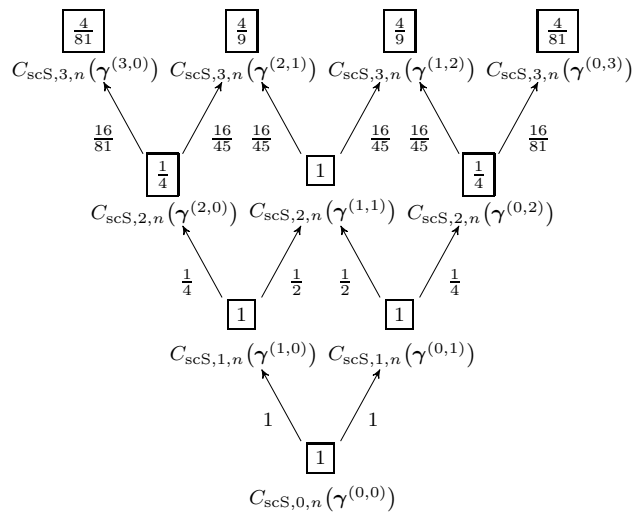 4/81 4/9 4/9 4/81
C_{scS,3,n}(γ^{(3,0)}) C_{scS,3,n}(γ^{(2,1)}) C_{scS,3,n}(γ^{(1,2)}) C_{scS,3,n}(γ^{(0,3)})
16/81 16/45 16/45 16/45 16/45 16/81
1/4 1 1/4
C_{scS,2,n}(γ^{(2,0)}) C_{scS,2,n}(γ^{(1,1)}) C_{scS,2,n}(γ^{(0,2)})
1/4 1/2 1/2 1/4
1 1
C_{scS,1,n}(γ^{(1,0)}) C_{scS,1,n}(γ^{(0,1)})
1 1
1
C_{scS,0,n}(γ^{(0,0)})